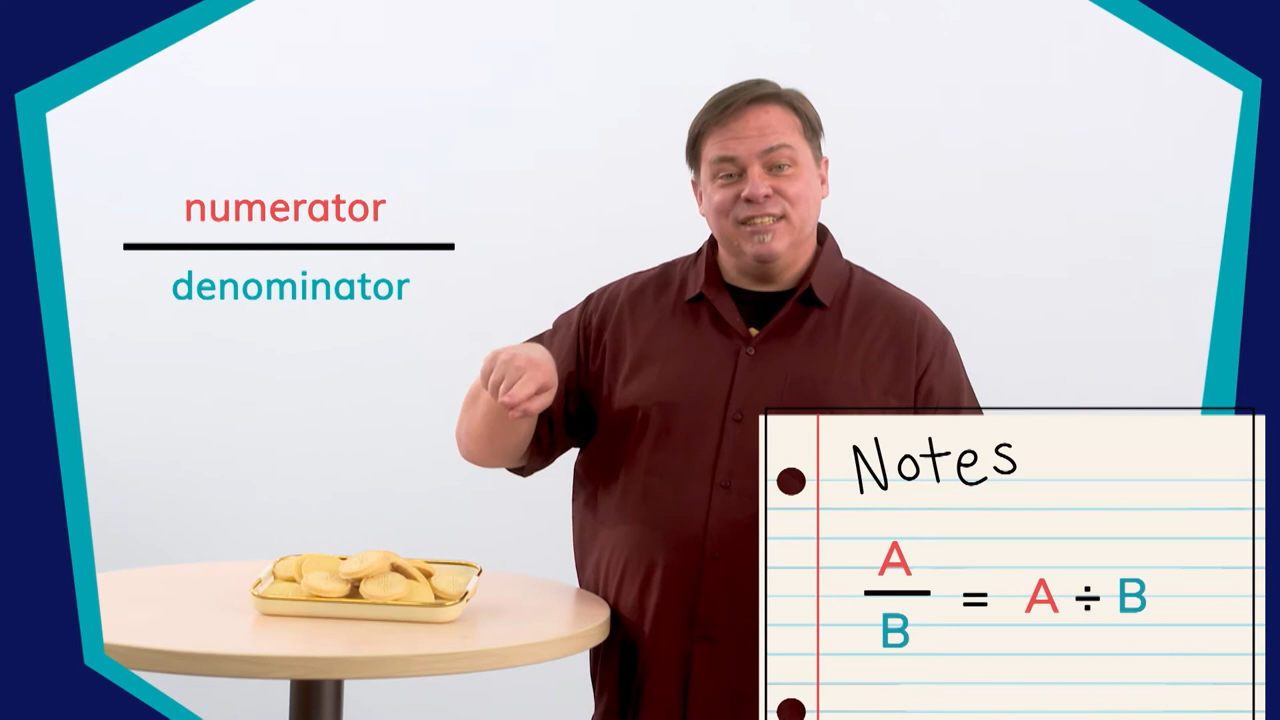 numerator
denominator
Notes
A
B
= A ÷ B